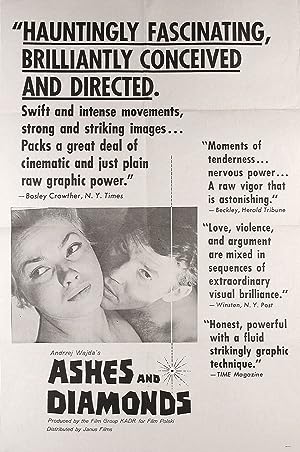 "HAUNTINGLY FASCINATING,
BRILLIANTLY CONCEIVED
AND DIRECTED.
Swift and intense movements,
strong and striking images...
Packs a great deal of
cinematic and just plain
raw graphic power."
—Bosley Crowther, N. Y. Times
"Moments of
tenderness...
nervous power...
A raw vigor that
is astonishing."
—Beckley, Herald Tribune
"Love, violence,
and argument
are mixed in
sequences of
extraordinary
visual brilliance."
—Winsten, N. Y. Post
"Honest, powerful
with a fluid
strikingly graphic
technique."
—TIME Magazine
Andrzej Wajda's
ASHES AND
DIAMONDS
Produced by the Film Group KADR for Film Polski
Distributed by Janus Films